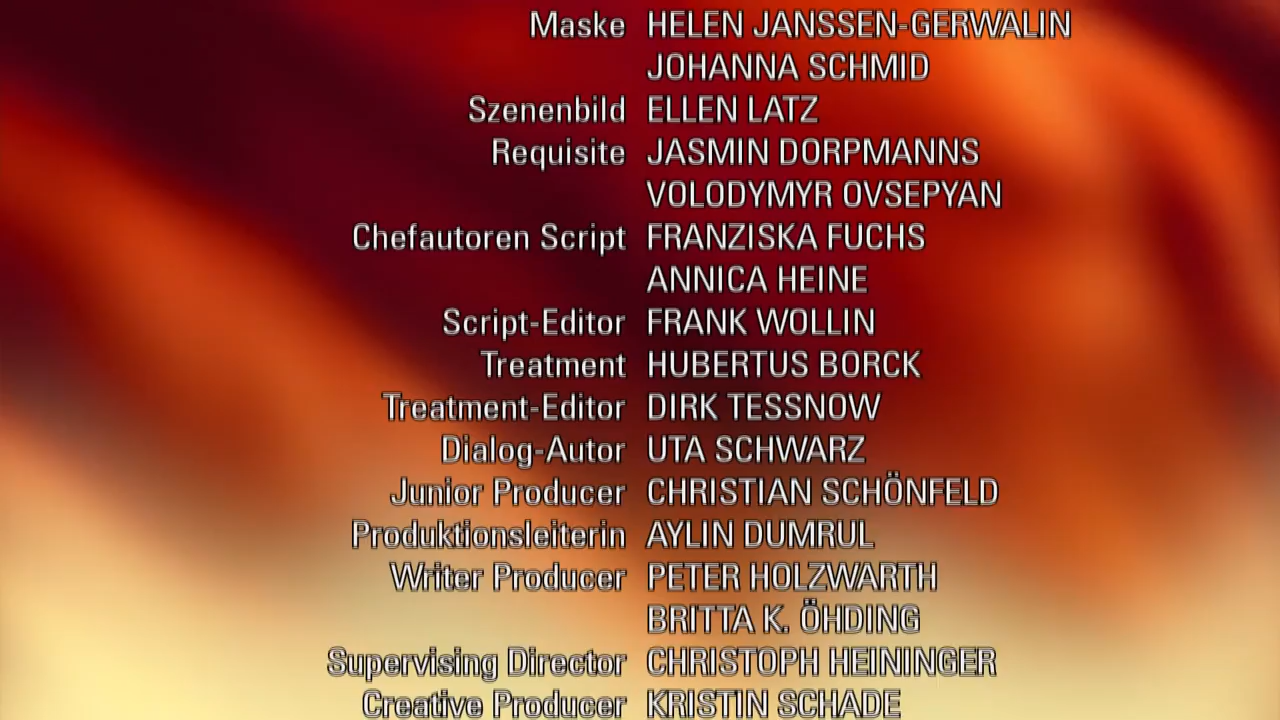 Maske HELEN JANSSEN-GERWALIN
JOHANNA SCHMID
Szenenbild ELLEN LATZ
Requisite JASMIN DORPMANNS
VOLODYMYR OVSEPYAN
Chefautoren Script FRANZISKA FUCHS
ANNICA HEINE
Script-Editor FRANK WOLLIN
Treatment HUBERTUS BORCK
Treatment-Editor DIRK TESSNOW
Dialog-Autor UTA SCHWARZ
Junior Producer CHRISTIAN SCHÖNFELD
Produktionsleiterin AYLIN DUMRUL
Writer Producer PETER HOLZWARTH
BRITTA K. ÖHDING
Supervising Director CHRISTOPH HEININGER
Creative Producer KRISTIN SCHADE